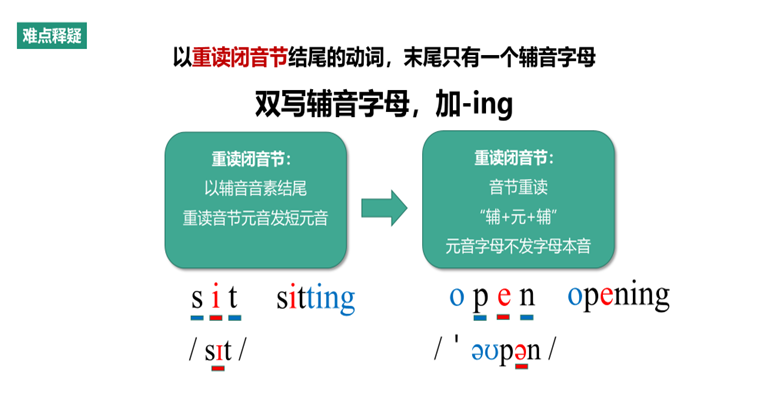 难点释疑
以重读闭音节结尾的动词，末尾只有一个辅音字母
双写辅音字母，加-ing
重读闭音节：
以辅音音素结尾
重读音节元音发短元音
重读闭音节：
音节重读
“辅+元+辅”
元音字母不发字母本音
s i t sitting
/ sɪt /
o p e n opening
/ ˈ əʊpən /